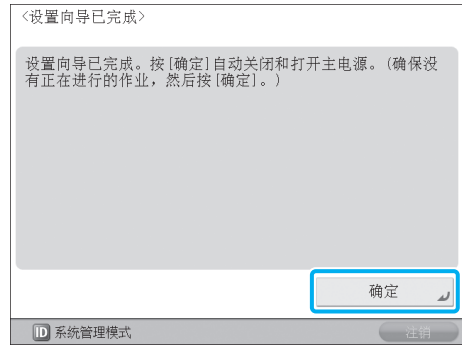 〈设置向导已完成〉
设置向导已完成。按[确定]自动关闭和打开主电源。(确保没
有正在进行的作业，然后按[确定]。)
确定
ID 系统管理模式
注销